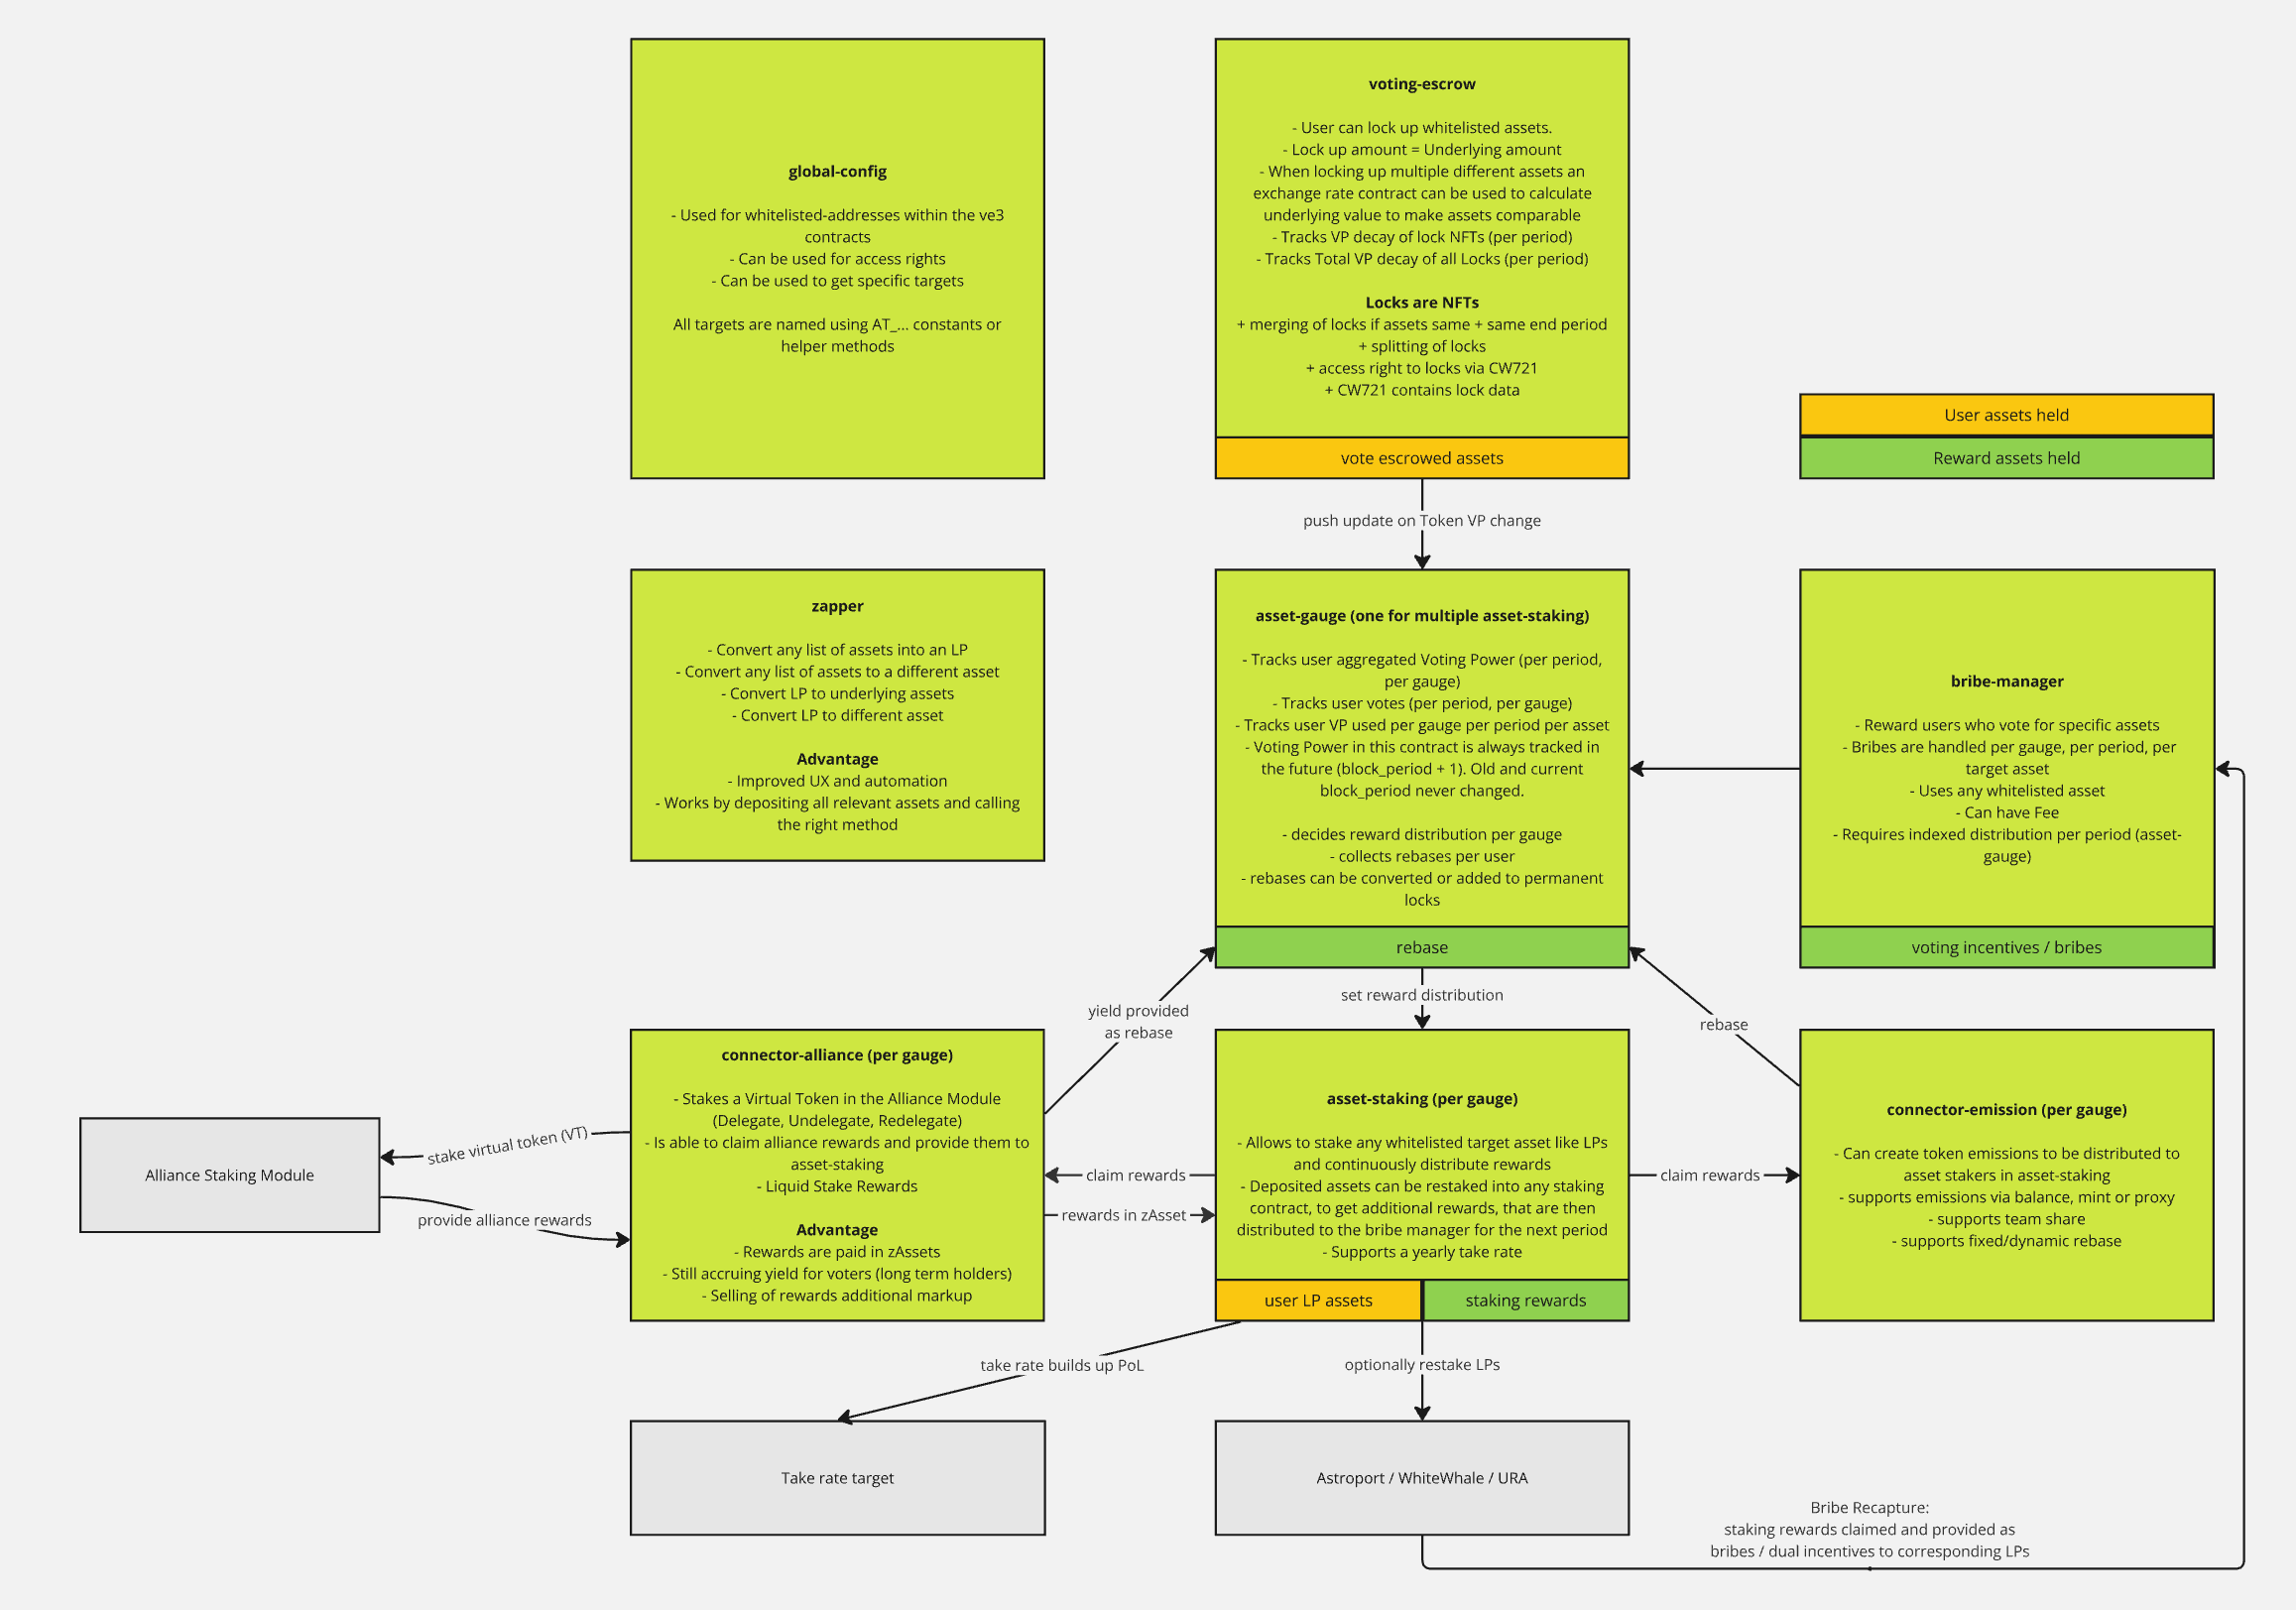 global-config
- Used for whitelisted-addresses within the ve3
contracts
- Can be used for access rights
- Can be used to get specific targets
All targets are named using AT_... constants or
helper methods
voting-escrow
- User can lock up whitelisted assets.
- Lock up amount = Underlying amount
- When locking up multiple different assets an
exchange rate contract can be used to calculate
underlying value to make assets comparable
- Tracks VP decay of lock NFTs (per period)
- Tracks Total VP decay of all Locks (per period)
Locks are NFTs
+ merging of locks if assets same + same end period
+ splitting of locks
+ access right to locks via CW721
+ CW721 contains lock data
vote escrowed assets
User assets held
Reward assets held
push update on Token VP change
zapper
- Convert any list of assets into an LP
- Convert any list of assets to a different asset
- Convert LP to underlying assets
- Convert LP to different asset
Advantage
- Improved UX and automation
- Works by depositing all relevant assets and calling
the right method
asset-gauge (one for multiple asset-staking)
- Tracks user aggregated Voting Power (per period,
per gauge)
- Tracks user votes (per period, per gauge)
- Tracks user VP used per gauge per period per asset
- Voting Power in this contract is always tracked in
the future (block_period + 1). Old and current
block_period never changed.
- decides reward distribution per gauge
- collects rebases per user
- rebases can be converted or added to permanent
locks
rebase
bribe-manager
- Reward users who vote for specific assets
- Bribes are handled per gauge, per period, per
target asset
- Uses any whitelisted asset
- Can have Fee
- Requires indexed distribution per period (asset-
gauge)
voting incentives / bribes
yield provided
as rebase
set reward distribution
rebase
Alliance Staking Module
stake virtual token (VT)
provide alliance rewards
connector-alliance (per gauge)
- Stakes a Virtual Token in the Alliance Module
(Delegate, Undelegate, Redelegate)
- Is able to claim alliance rewards and provide them to
asset-staking
- Liquid Stake Rewards
Advantage
- Rewards are paid in zAssets
- Still accruing yield for voters (long term holders)
- Selling of rewards additional markup
claim rewards
rewards in zAsset
asset-staking (per gauge)
- Allows to stake any whitelisted target asset like LPs
and continuously distribute rewards
- Deposited assets can be restaked into any staking
contract, to get additional rewards, that are then
distributed to the bribe manager for the next period
- Supports a yearly take rate
user LP assets
staking rewards
claim rewards
connector-emission (per gauge)
- Can create token emissions to be distributed to
asset stakers in asset-staking
- supports emissions via balance, mint or proxy
- supports team share
- supports fixed/dynamic rebase
take rate builds up PoL
optionally restake LPs
Take rate target
Astroport / WhiteWhale / URA
Bribe Recapture:
staking rewards claimed and provided as
bribes / dual incentives to corresponding LPs